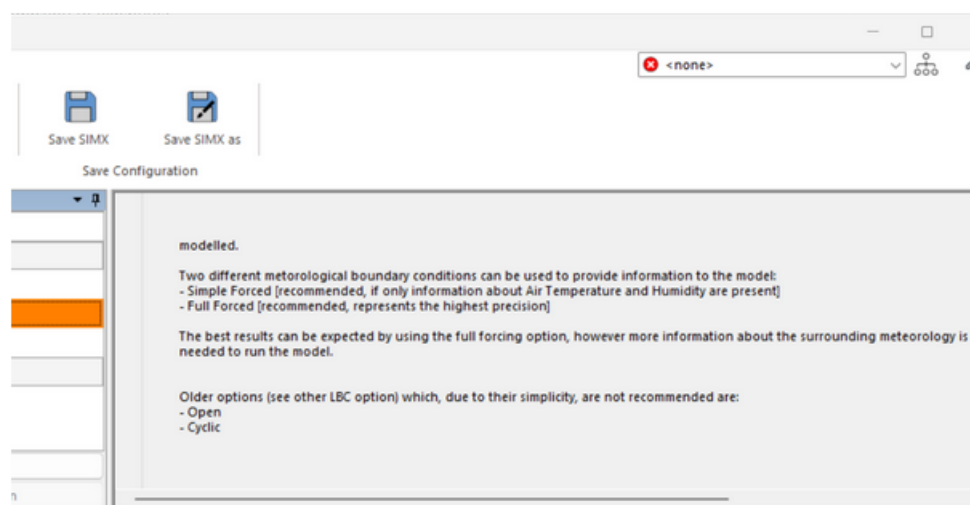 <none>
Save SIMX
Save SIMX as
Save Configuration
modelled.
Two different metorological boundary conditions can be used to provide information to the model:
- Simple Forced [recommended, if only information about Air Temperature and Humidity are present]
- Full Forced [recommended, represents the highest precision]
The best results can be expected by using the full forcing option, however more information about the surrounding meteorology is
needed to run the model.
Older options (see other LBC option) which, due to their simplicity, are not recommended are:
- Open
- Cyclic
n